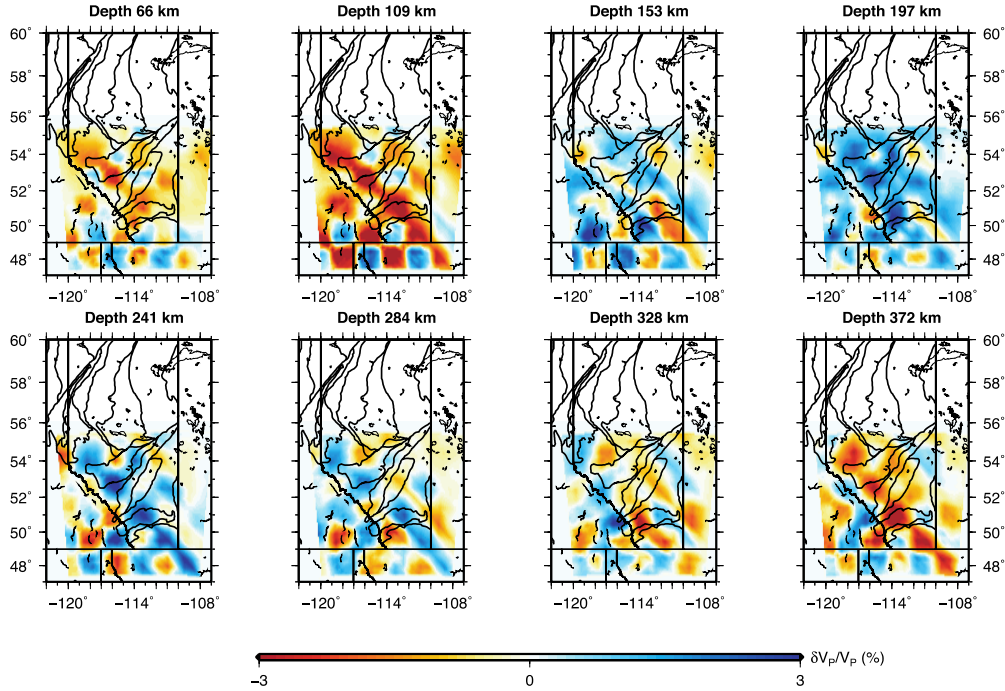 Depth 66 km
Depth 109 km
Depth 153 km
Depth 197 km
60°
58°
56°
54°
52°
50°
48°
60°
58°
56°
54°
52°
50°
48°
−120° −114° −108°
−120° −114° −108°
−120° −114° −108°
−120° −114° −108°
Depth 241 km
Depth 284 km
Depth 328 km
Depth 372 km
60°
58°
56°
54°
52°
50°
48°
60°
58°
56°
54°
52°
50°
48°
−120° −114° −108°
−120° −114° −108°
−120° −114° −108°
−120° −114° −108°
δVP/VP (%)
−3 0 3